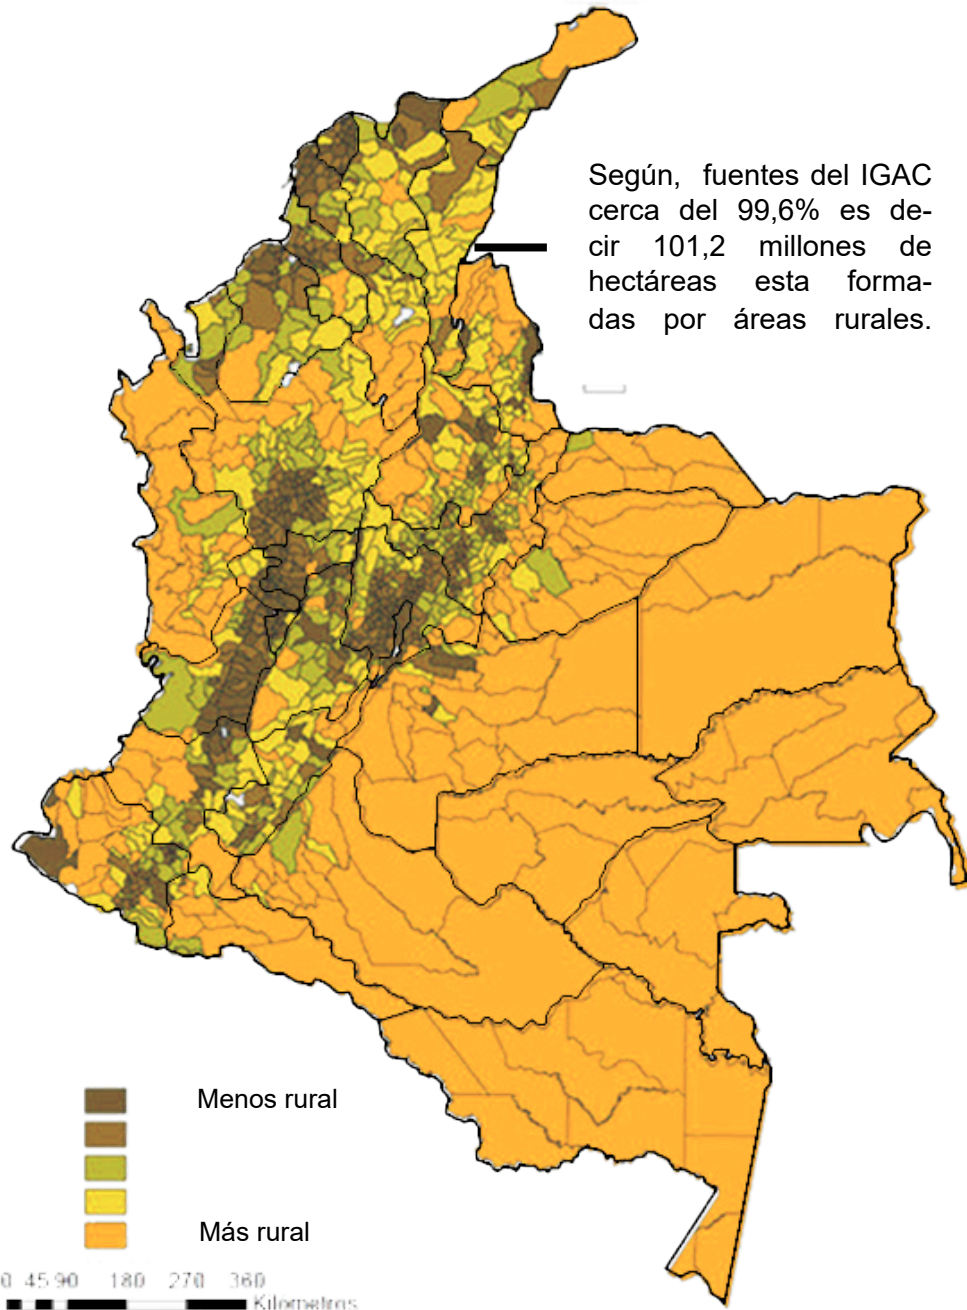 Según, fuentes del IGAC
cerca del 99,6% es de-
cir 101,2 millones de
hectáreas esta forma-
das por áreas rurales.
Menos rural
Más rural
0 45 90 180 270 360
Kilómetros